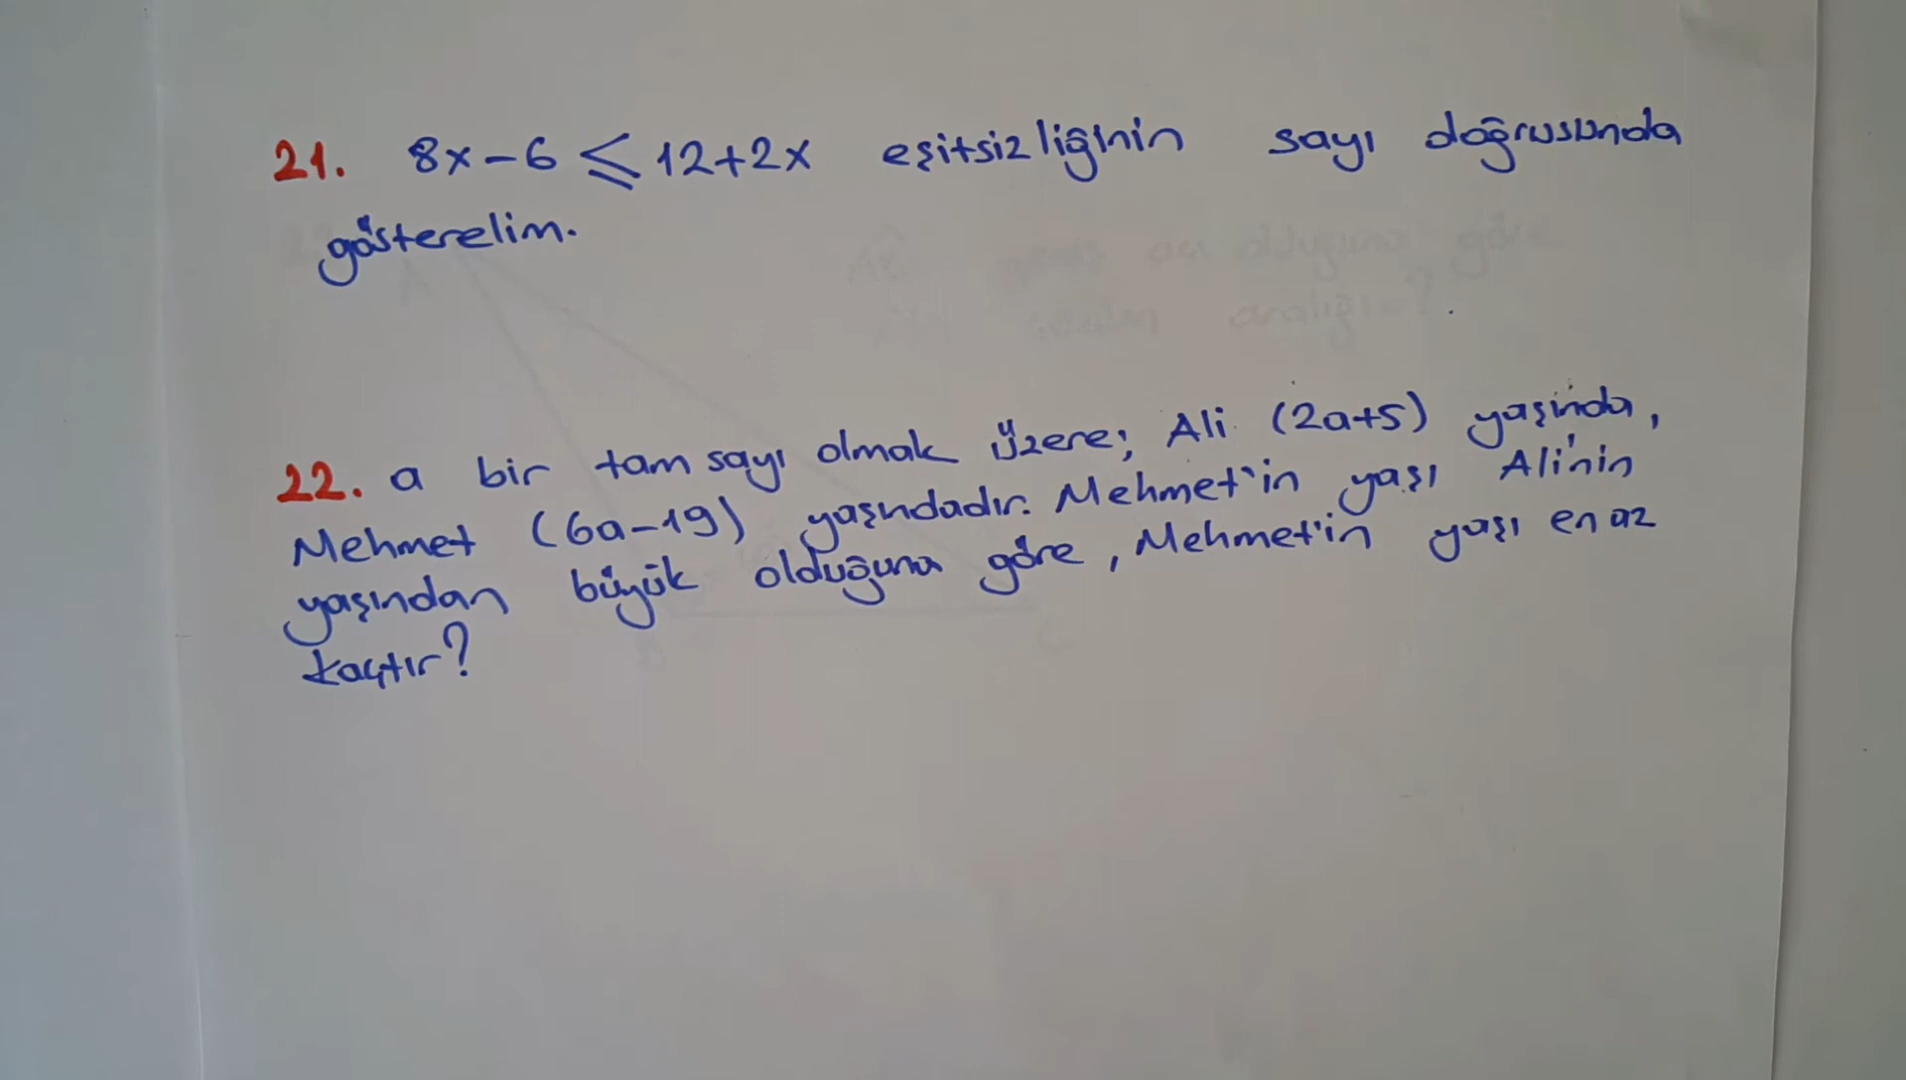 21. 8x-6 ≤ 12+2x eşitsizliğinin sayı doğrusunda
gösterelim.
22. a bir tam sayı olmak üzere; Ali (2a+5) yaşında,
Mehmet (6a-19) yaşındadır. Mehmet'in yaşı Ali'nin
yaşından büyük olduğuna göre, Mehmet'in yaşı en az
kaçtır?